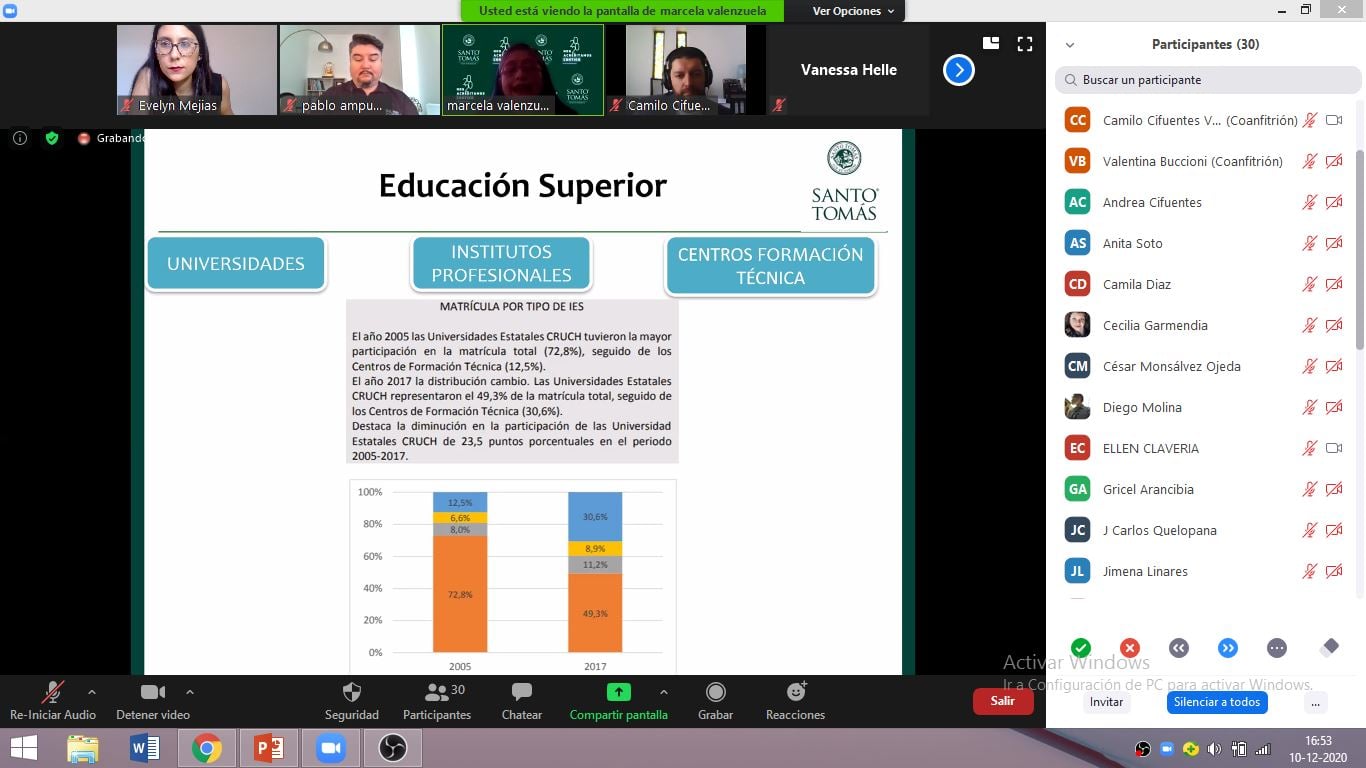 Usted está viendo la pantalla de marcela valenzuela
Ver Opciones
Evelyn Mejias
pablo ampu...
marcela valenzu...
Camilo Cifue...
Vanessa Helle
Grabando
Educación Superior
SANTO
TOMÁS
UNIVERSIDADES
INSTITUTOS
PROFESIONALES
CENTROS FORMACIÓN
TÉCNICA
MATRÍCULA POR TIPO DE IES
El año 2005 las Universidades Estatales CRUCH tuvieron la mayor
participación en la matrícula total (72,8%), seguido de los
Centros de Formación Técnica (12,5%).
El año 2017 la distribución cambio. Las Universidades Estatales
CRUCH representaron el 49,3% de la matrícula total, seguido de
los Centros de Formación Técnica (30,6%).
Destaca la diminución en la participación de las Universidad
Estatales CRUCH de 23,5 puntos porcentuales en el periodo
2005-2017.
100%
80%
60%
40%
20%
0%
12,5%
6,6%
8,0%
72,8%
30,6%
8,9%
11,2%
49,3%
2005
2017
Participantes (30)
Buscar un participante
CC Camilo Cifuentes V... (Coanfitrión)
VB Valentina Buccioni (Coanfitrión)
AC Andrea Cifuentes
AS Anita Soto
CD Camila Diaz
Cecilia Garmendia
CM César Monsálvez Ojeda
Diego Molina
EC ELLEN CLAVERIA
GA Gricel Arancibia
JC J Carlos Quelopana
JL Jimena Linares
Activar Windows
Ir a Configuración de PC para activar Windows.
Invitar
Silenciar a todos
...
Re-Iniciar Audio
Detener video
Seguridad
30
Participantes
Chatear
Compartir pantalla
Grabar
Reacciones
Salir
16:53
10-12-2020